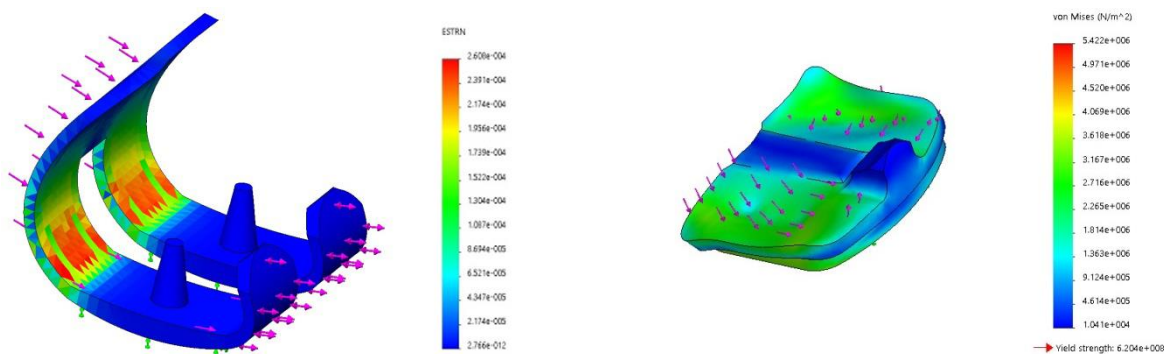 ESTRN
2.608e-004
2.391e-004
2.174e-004
1.956e-004
1.739e-004
1.522e-004
1.304e-004
1.087e-004
8.694e-005
6.521e-005
4.347e-005
2.174e-005
2.766e-012
von Mises (N/m^2)
5.422e+006
4.971e+006
4.520e+006
4.069e+006
3.618e+006
3.167e+006
2.716e+006
2.265e+006
1.814e+006
1.363e+006
9.124e+005
4.614e+005
1.041e+004
Yield strength: 6.204e+008